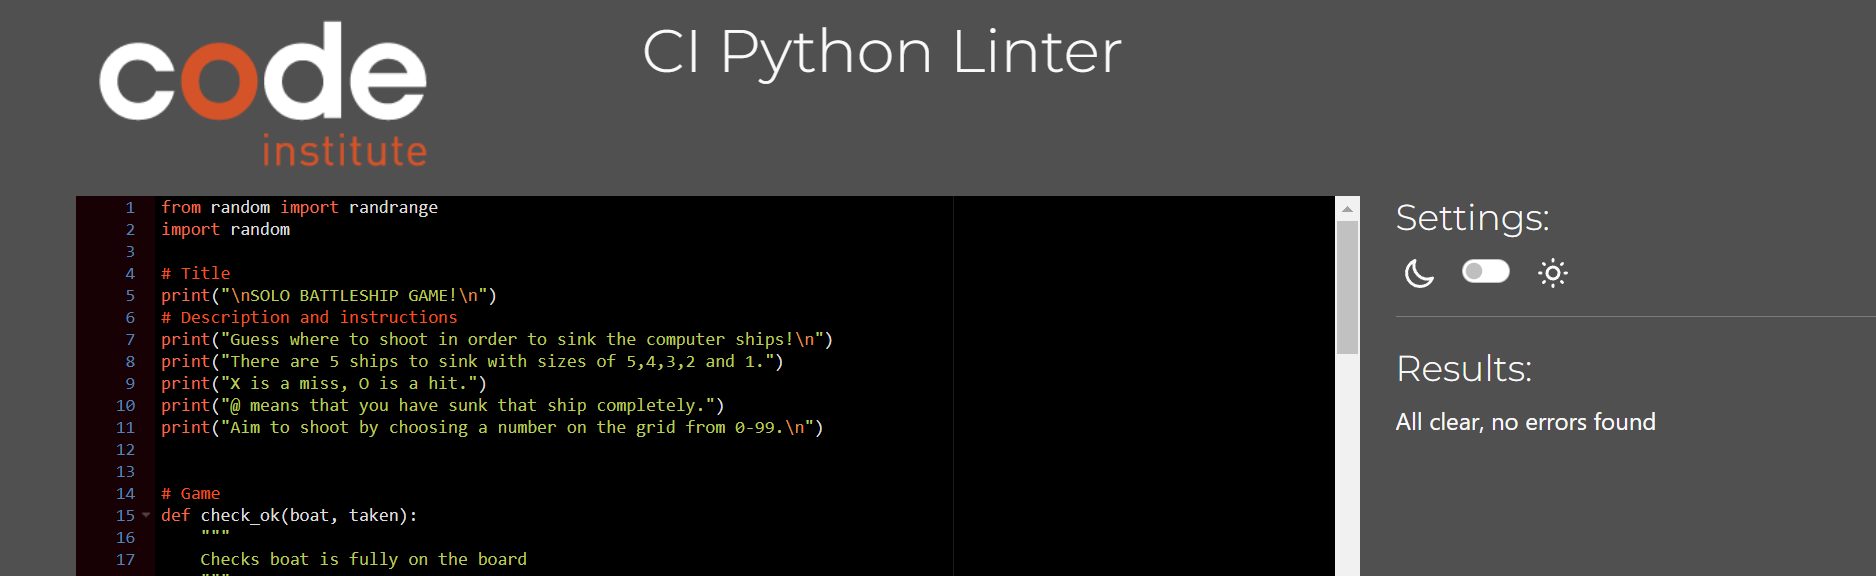 code
institute
CI Python Linter
1 from random import randrange
2 import random
3
4 # Title
5 print("\nSOLO BATTLESHIP GAME!\n")
6 # Description and instructions
7 print("Guess where to shoot in order to sink the computer ships!\n")
8 print("There are 5 ships to sink with sizes of 5,4,3,2 and 1.")
9 print("X is a miss, O is a hit.")
10 print("@ means that you have sunk that ship completely.")
11 print("Aim to shoot by choosing a number on the grid from 0-99.\n")
12
13
14 # Game
15 def check_ok(boat, taken):
16     """
17     Checks boat is fully on the board
    """
Settings:
Results:
All clear, no errors found